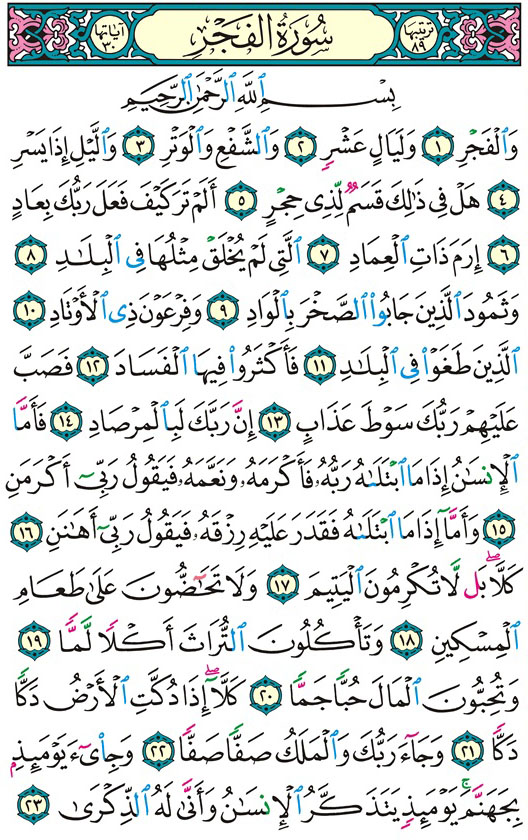 ترتيبها ٨٩ سُورَةُ الفَجْرِ آياتها ٣٠
بِسْمِ ٱللَّهِ ٱلرَّحْمَٰنِ ٱلرَّحِيمِ
وَٱلْفَجْرِ ١ وَلَيَالٍ عَشْرٍ ٢ وَٱلشَّفْعِ وَٱلْوَتْرِ ٣ وَٱلَّيْلِ إِذَا يَسْرِ
٤ هَلْ فِى ذَٰلِكَ قَسَمٌ لِّذِى حِجْرٍ ٥ أَلَمْ تَرَ كَيْفَ فَعَلَ رَبُّكَ بِعَادٍ
٦ إِرَمَ ذَاتِ ٱلْعِمَادِ ٧ ٱلَّتِى لَمْ يُخْلَقْ مِثْلُهَا فِى ٱلْبِلَٰدِ ٨
وَثَمُودَ ٱلَّذِينَ جَابُوا۟ ٱلصَّخْرَ بِٱلْوَادِ ٩ وَفِرْعَوْنَ ذِى ٱلْأَوْتَادِ ١٠
ٱلَّذِينَ طَغَوْا۟ فِى ٱلْبِلَٰدِ ١١ فَأَكْثَرُوا۟ فِيهَا ٱلْفَسَادَ ١٢ فَصَبَّ
عَلَيْهِمْ رَبُّكَ سَوْطَ عَذَابٍ ١٣ إِنَّ رَبَّكَ لَبِٱلْمِرْصَادِ ١٤ فَأَمَّا
ٱلْإِنسَٰنُ إِذَا مَا ٱبْتَلَىٰهُ رَبُّهُۥ فَأَكْرَمَهُۥ وَنَعَّمَهُۥ فَيَقُولُ رَبِّىٓ أَكْرَمَنِ
١٥ وَأَمَّآ إِذَا مَا ٱبْتَلَىٰهُ فَقَدَرَ عَلَيْهِ رِزْقَهُۥ فَيَقُولُ رَبِّىٓ أَهَٰنَنِ ١٦
كَلَّاۖ بَل لَّا تُكْرِمُونَ ٱلْيَتِيمَ ١٧ وَلَا تَحَٰٓضُّونَ عَلَىٰ طَعَامِ
ٱلْمِسْكِينِ ١٨ وَتَأْكُلُونَ ٱلتُّرَاثَ أَكْلًا لَّمًّا ١٩
وَتُحِبُّونَ ٱلْمَالَ حُبًّا جَمًّا ٢٠ كَلَّآۖ إِذَا دُكَّتِ ٱلْأَرْضُ دَكًّا
دَكًّا ٢١ وَجَآءَ رَبُّكَ وَٱلْمَلَكُ صَفًّا صَفًّا ٢٢ وَجِا۟ىٓءَ يَوْمَئِذٍۭ
بِجَهَنَّمَۚ يَوْمَئِذٍ يَتَذَكَّرُ ٱلْإِنسَٰنُ وَأَنَّىٰ لَهُ ٱلذِّكْرَىٰ ٢٣